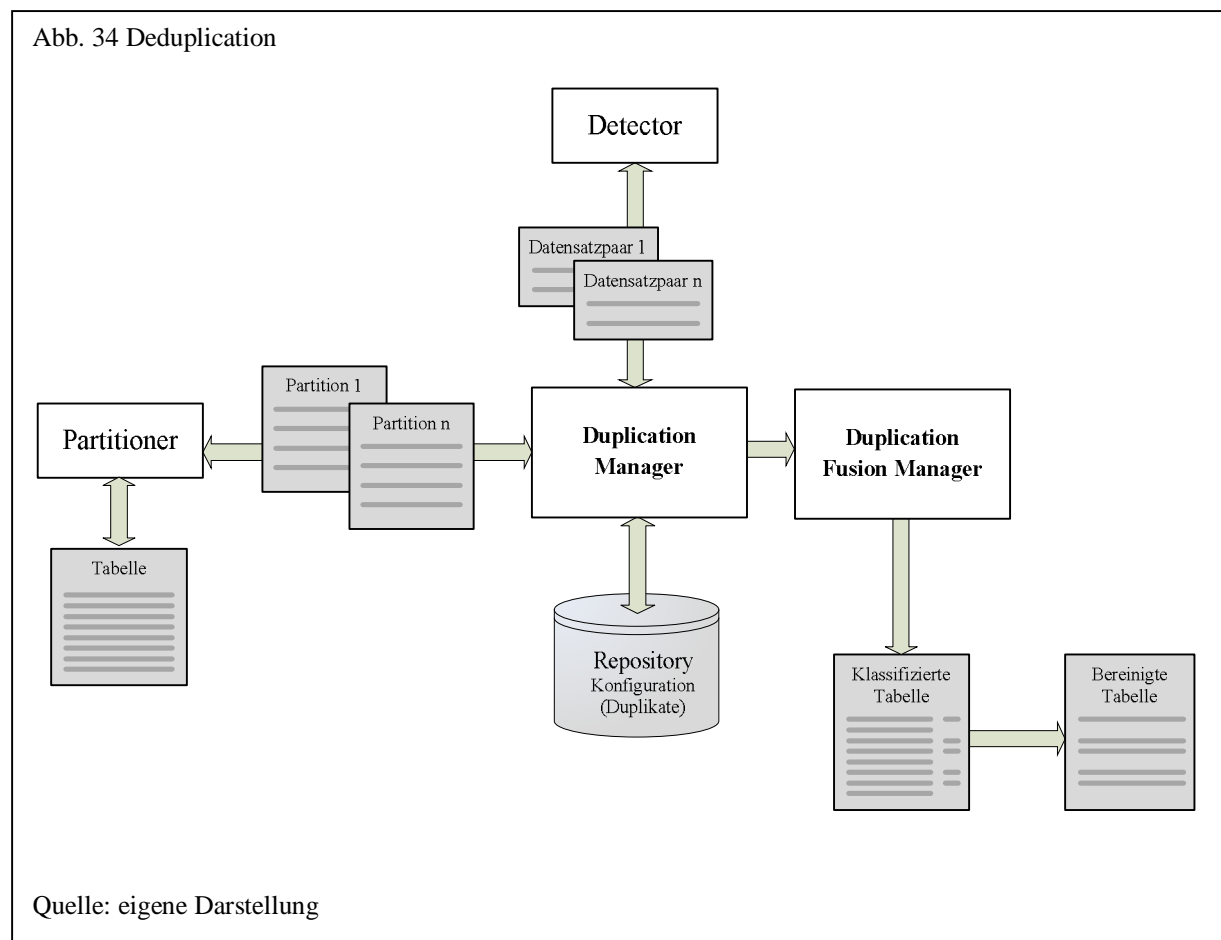 Abb. 34 Deduplication
Detector
Datensatzpaar 1
Datensatzpaar n
Partition 1
Partition n
Partitioner
Duplication
Manager
Duplication
Fusion Manager
Tabelle
Repository
Konfiguration
(Duplikate)
Klassifizierte
Tabelle
Bereinigte
Tabelle
Quelle: eigene Darstellung